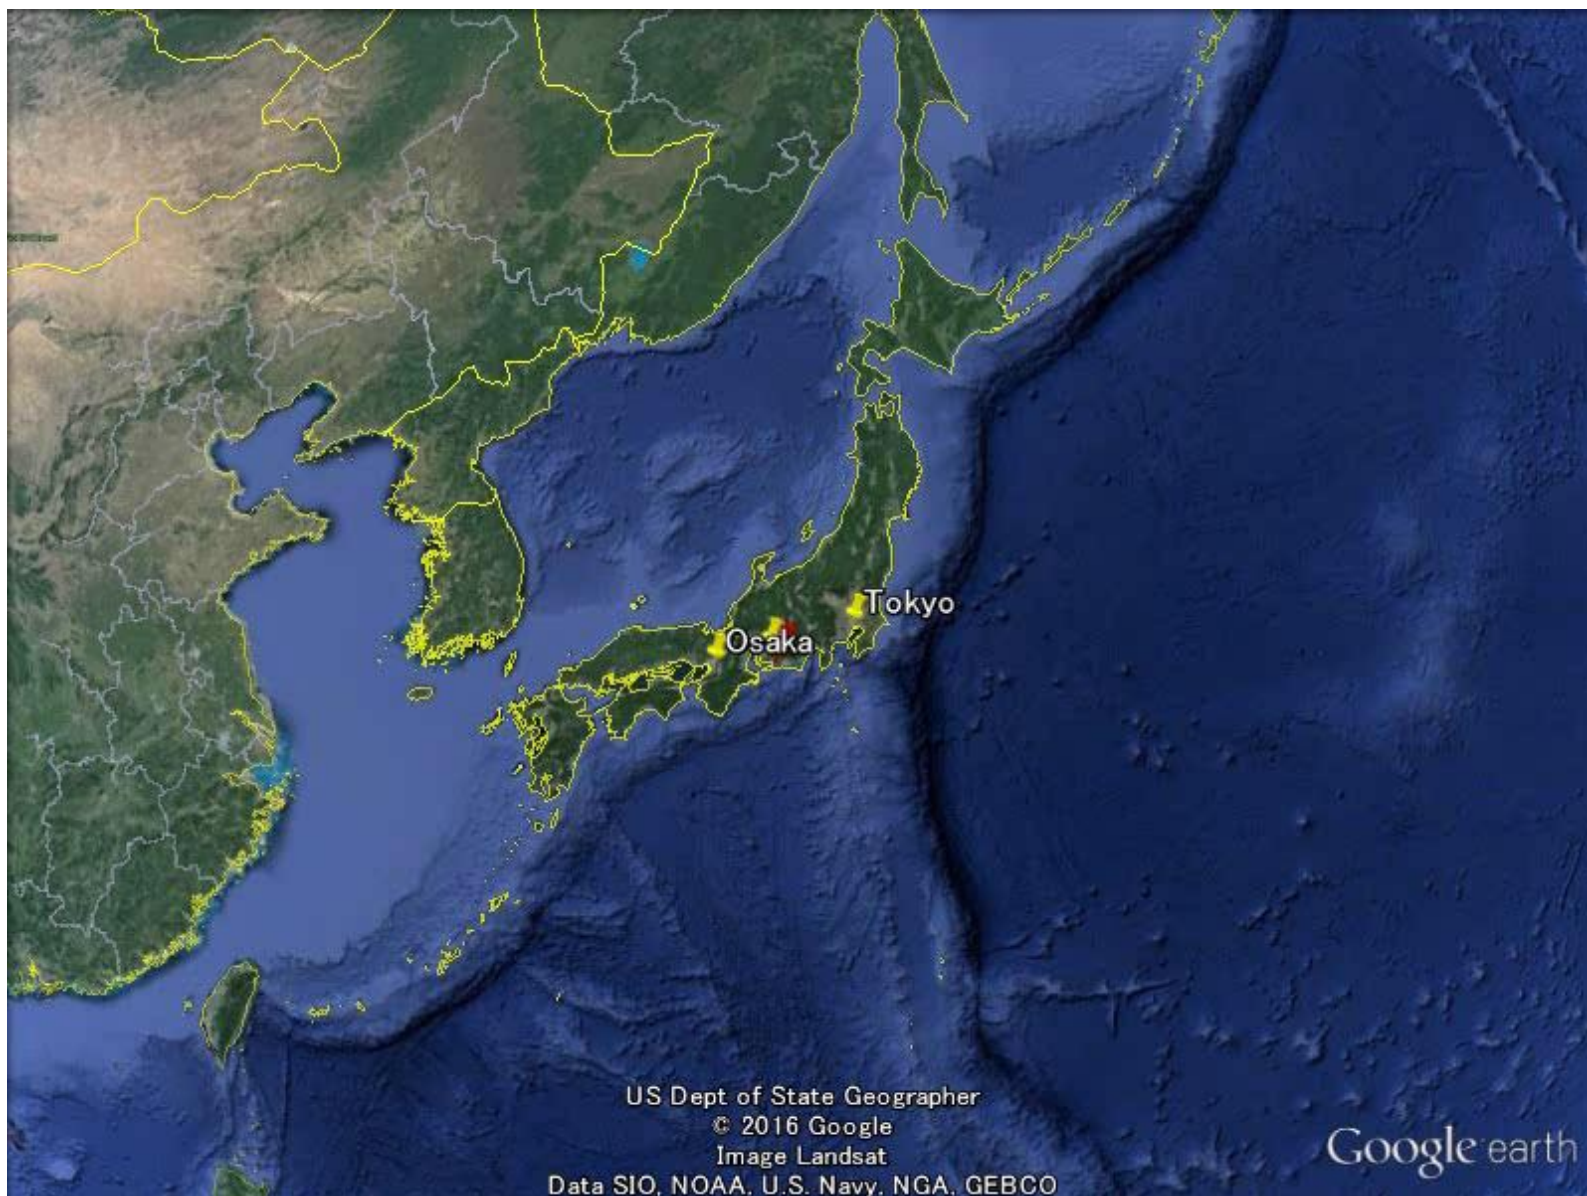 Tokyo
Osaka
US Dept of State Geographer
© 2016 Google
Image Landsat
Data SIO, NOAA, U.S. Navy, NGA, GEBCO
Google earth